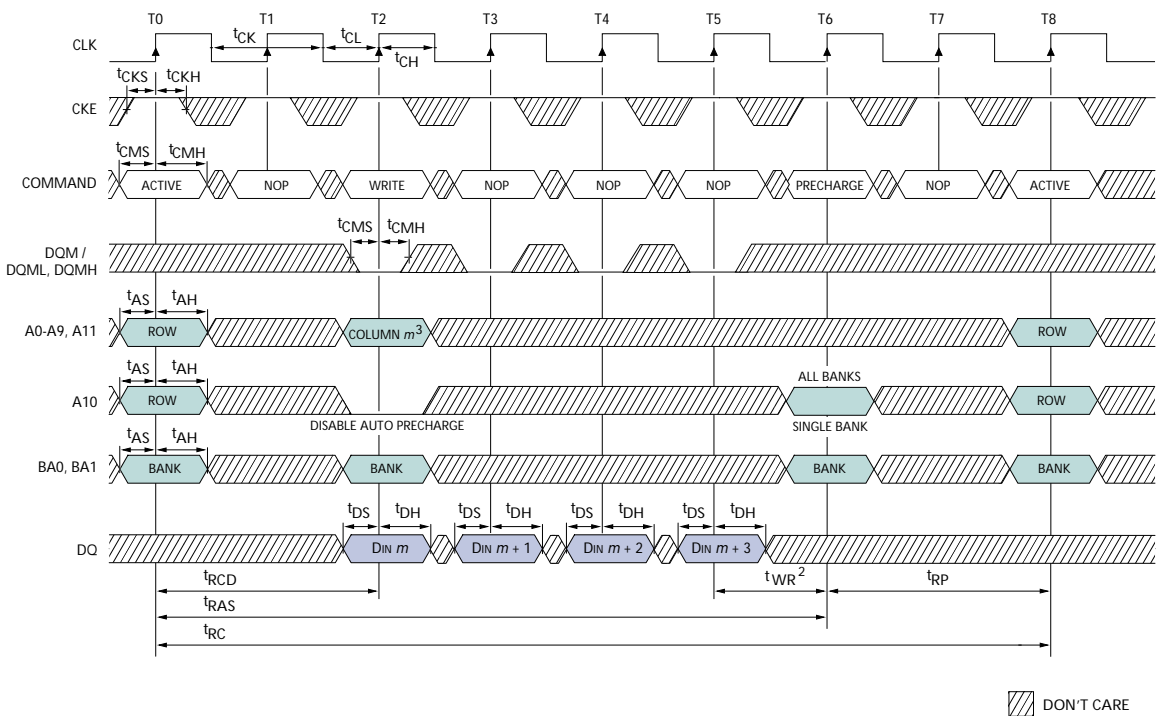 T0 T1 T2 T3 T4 T5 T6 T7 T8
CLK tCK tCL tCH
tCKS tCKH
CKE
tCMS tCMH
COMMAND ACTIVE NOP WRITE NOP NOP NOP PRECHARGE NOP ACTIVE
tCMS tCMH
DQM /
DQML, DQMH
tAS tAH
A0-A9, A11 ROW COLUMN m³ ROW
tAS tAH ALL BANKS
A10 ROW ROW
DISABLE AUTO PRECHARGE SINGLE BANK
tAS tAH
BA0, BA1 BANK BANK BANK BANK
tDS tDH tDS tDH tDS tDH tDS tDH
DQ DIN m DIN m + 1 DIN m + 2 DIN m + 3
tRCD tWR² tRP
tRAS
tRC
DON'T CARE